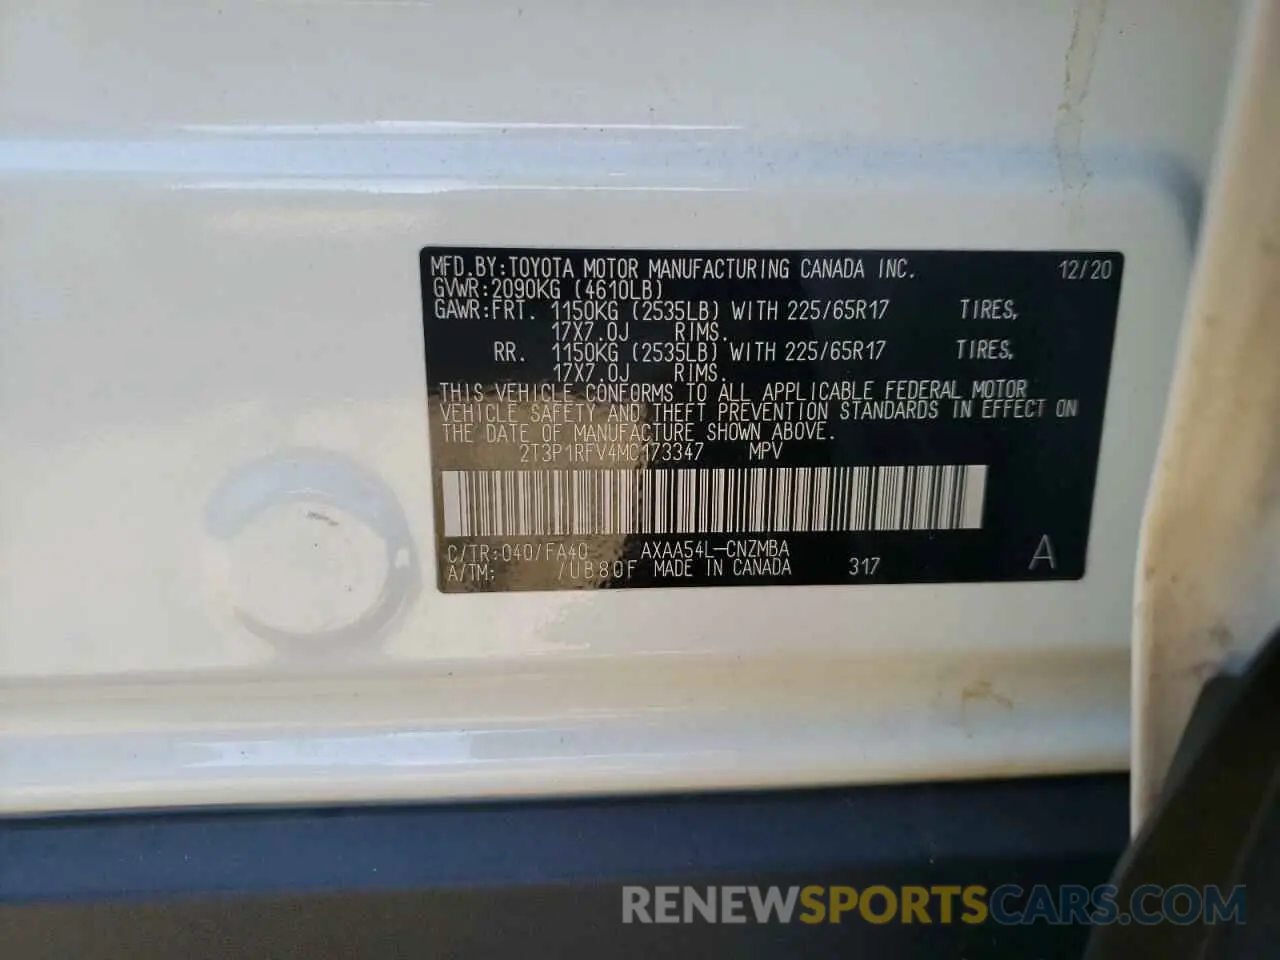 MFD.BY:TOYOTA MOTOR MANUFACTURING CANADA INC. 12/20
GVWR:2090KG (4610LB)
GAWR:FRT. 1150KG (2535LB) WITH 225/65R17 TIRES,
17X7.0J RIMS.
RR. 1150KG (2535LB) WITH 225/65R17 TIRES,
17X7.0J RIMS.
THIS VEHICLE CONFORMS TO ALL APPLICABLE FEDERAL MOTOR
VEHICLE SAFETY AND THEFT PREVENTION STANDARDS IN EFFECT ON
THE DATE OF MANUFACTURE SHOWN ABOVE.
2T3P1RFV4MC173347 MPV
C/TR:040/FA40 AXAA54L-CNZMBA
A/TM: /UB80F MADE IN CANADA 317 A
RENEWSPORTSCARS.COM